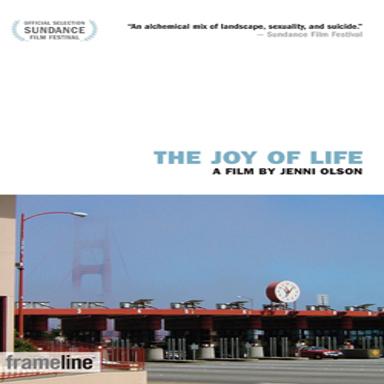 OFFICIAL SELECTION
SUNDANCE
FILM FESTIVAL
"An alchemical mix of landscape, sexuality, and suicide."
— Sundance Film Festival
THE JOY OF LIFE
A FILM BY JENNI OLSON
frameline